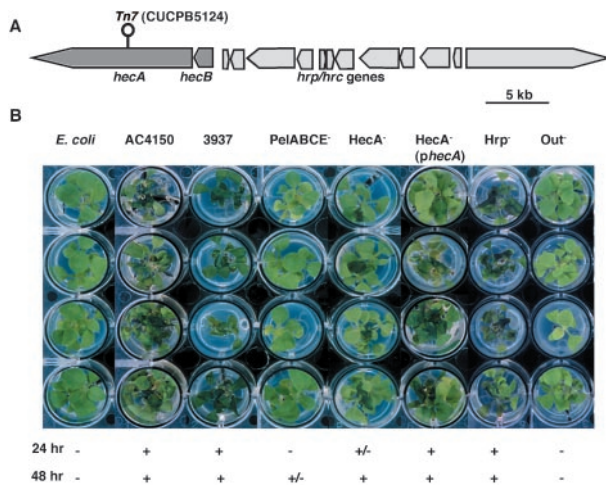 A
Tn7 (CUCPB5124)
hecA hecB hrp/hrc genes
5 kb
B
E. coli AC4150 3937 PelABCE- HecA- HecA- (phecA) Hrp- Out-
24 hr - + + - +/- + + -
48 hr - + + +/- + + + -